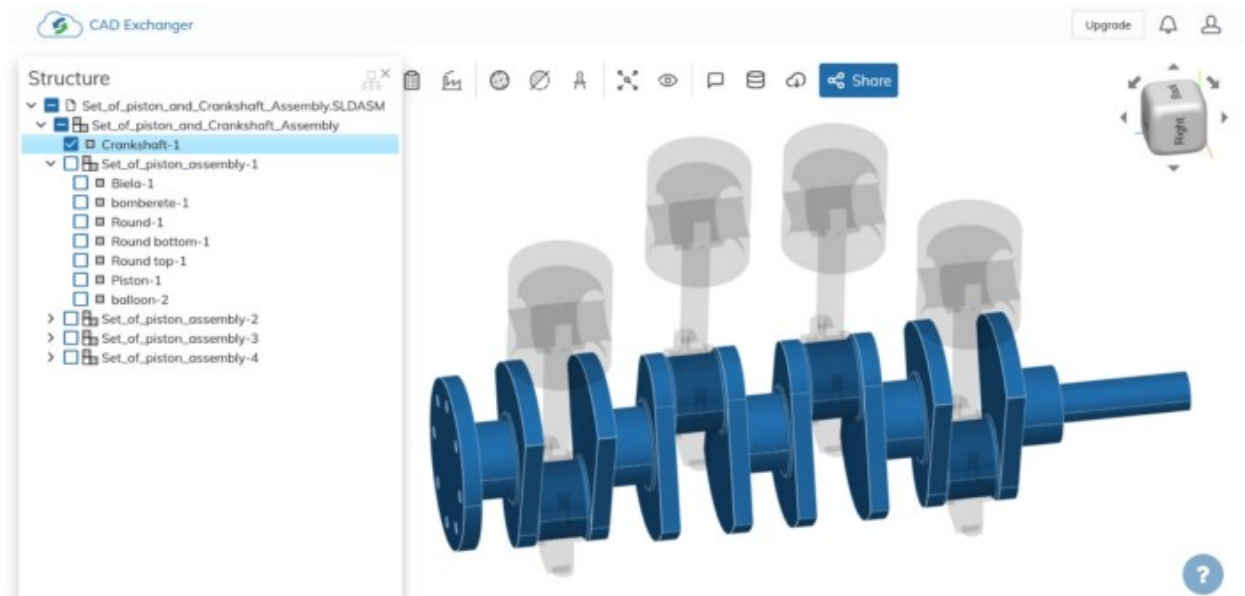 CAD Exchanger
Upgrade
Structure
Share
Set_of_piston_and_Crankshaft_Assembly.SLDASM
Set_of_piston_and_Crankshaft_Assembly
Crankshaft-1
Set_of_piston_assembly-1
Biela-1
bomberete-1
Round-1
Round bottom-1
Round top-1
Piston-1
balloon-2
Set_of_piston_assembly-2
Set_of_piston_assembly-3
Set_of_piston_assembly-4
Right
?